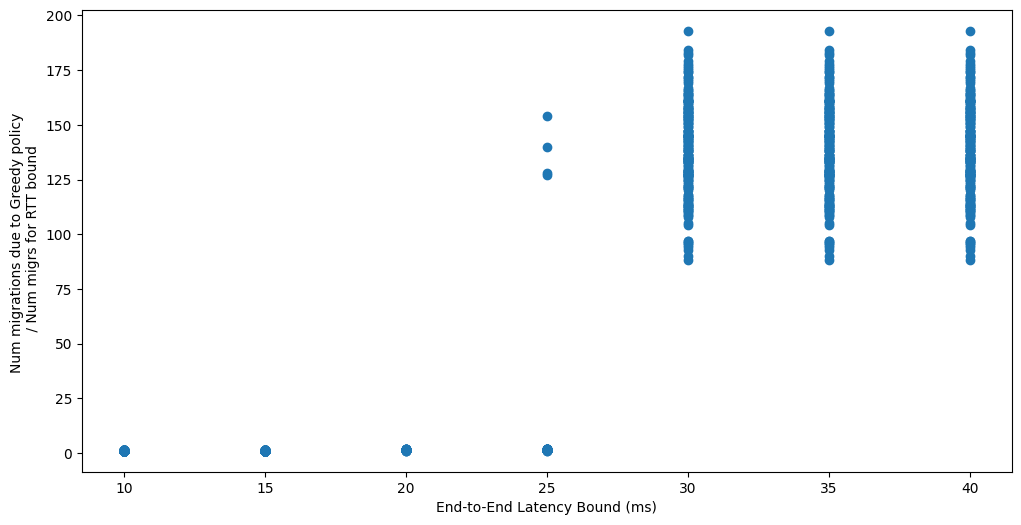 200
175
150
125
100
75
50
25
0
Num migrations due to Greedy policy
/ Num migrs for RTT bound
10 15 20 25 30 35 40
End-to-End Latency Bound (ms)